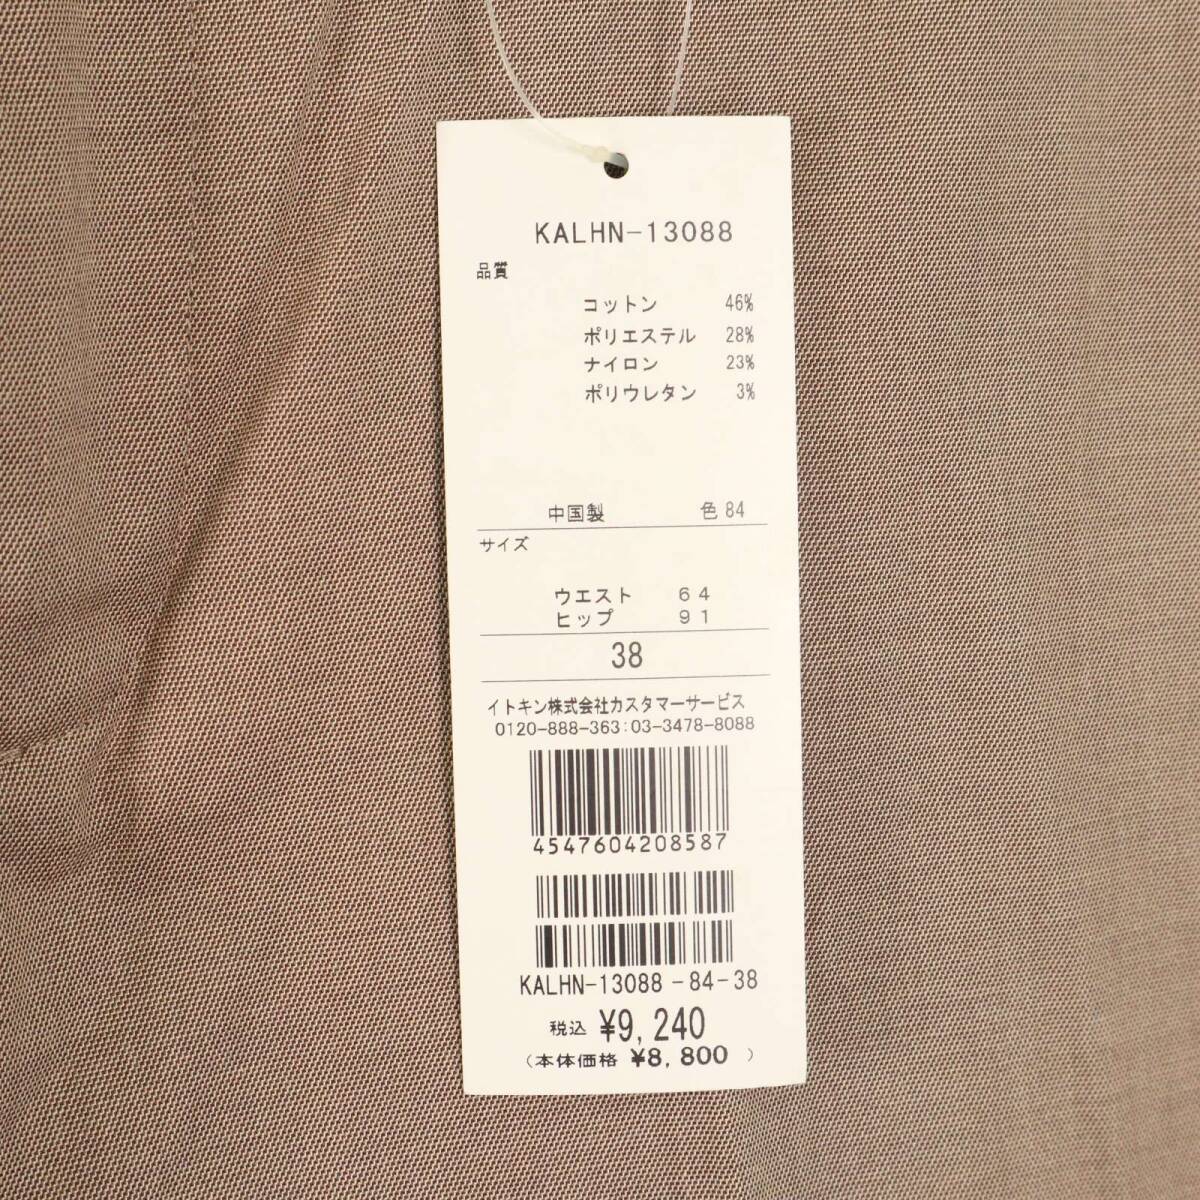 KALHN-13088
品質
コットン 46%
ポリエステル 28%
ナイロン 23%
ポリウレタン 3%
中国製 色84
サイズ
ウエスト 64
ヒップ 91
38
イトキン株式会社カスタマーサービス
0120-888-363:03-3478-8088
4547604208587
KALHN-13088-84-38
税込 ¥9,240
(本体価格 ¥8,800 )